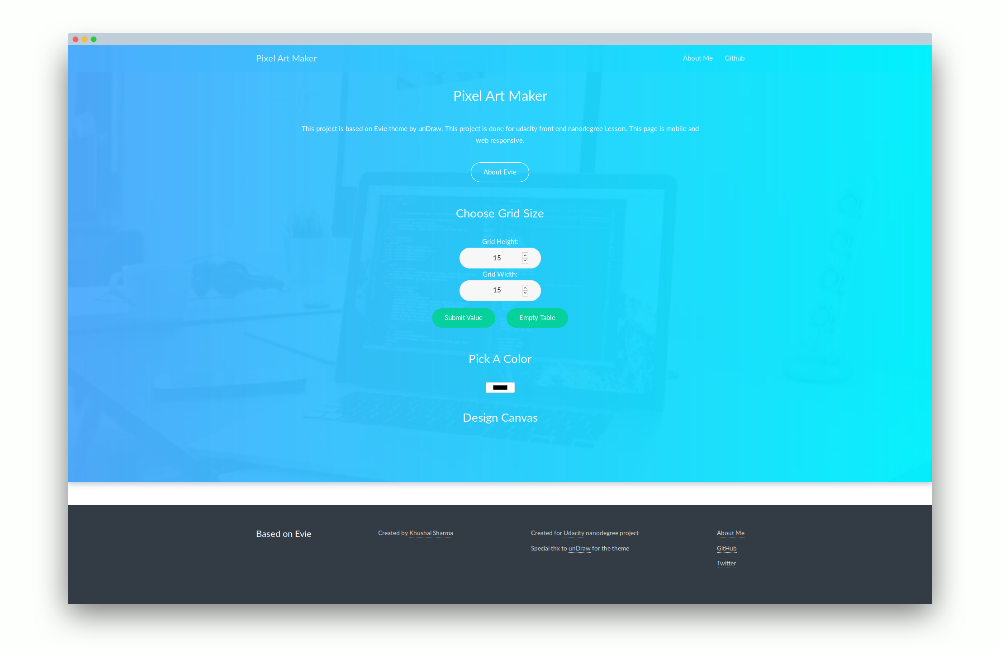 Pixel Art Maker
About Me Github
Pixel Art Maker
This project is based on Evie theme by unDraw. This project is done for udacity front end nanodegree Lesson. This page is mobile and
web responsive.
About Evie
Choose Grid Size
Grid Height:
15
Grid Width:
15
Submit Value Empty Table
Pick A Color
Design Canvas
Based on Evie
Created by Khushal Sharma
Created for Udacity nanodegree project
Special thx to unDraw for the theme
About Me
GitHub
Twitter